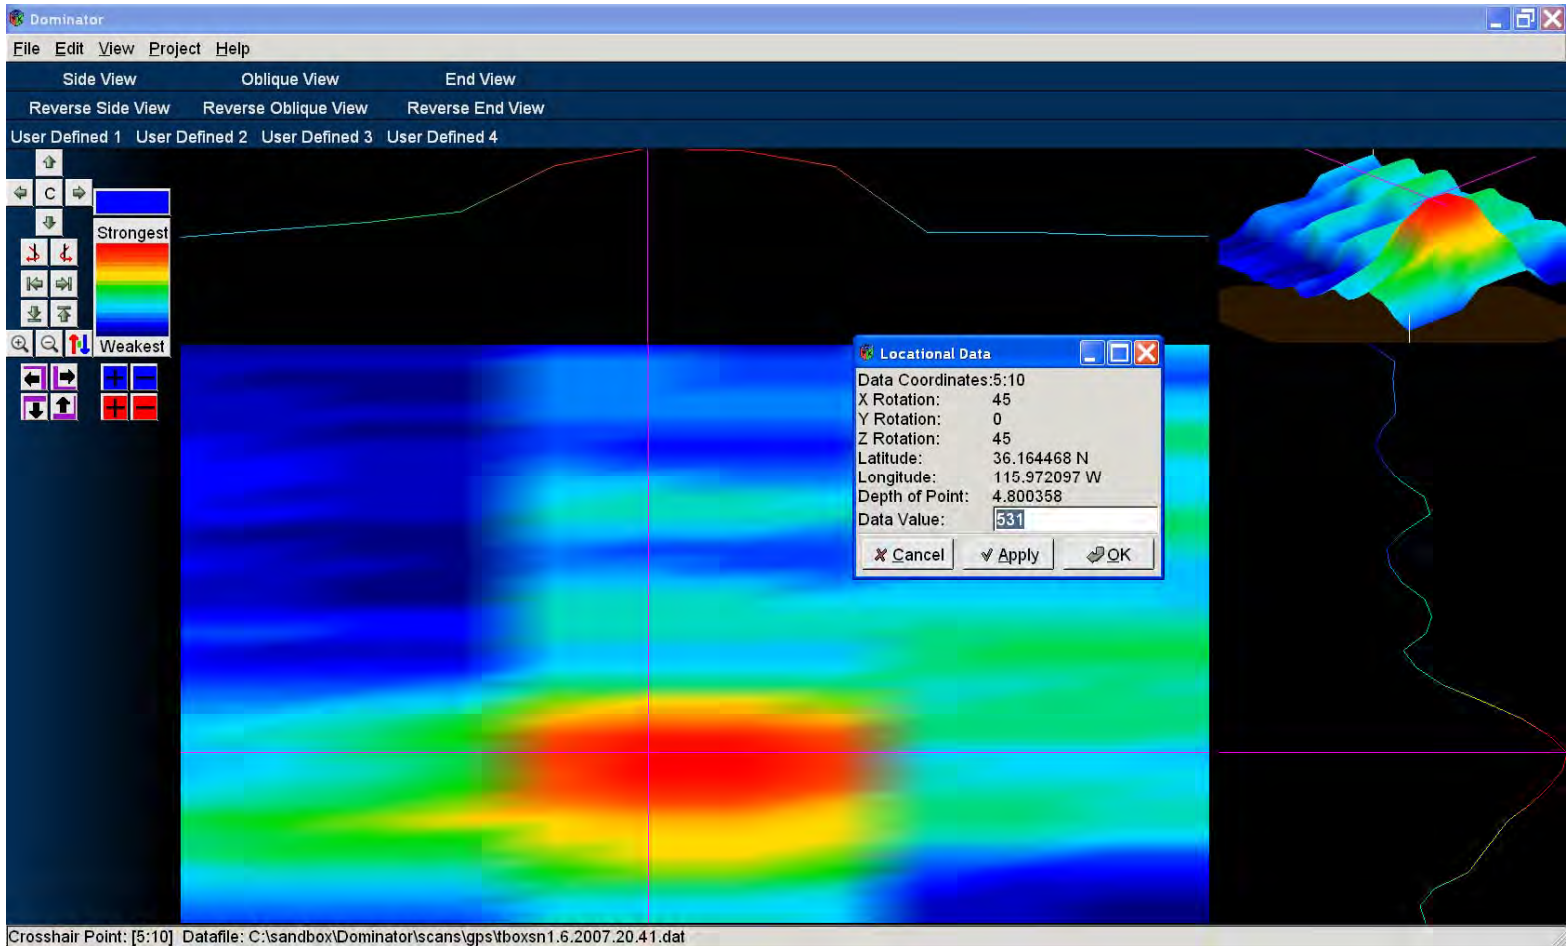 Dominator
File Edit View Project Help
Side View Oblique View End View
Reverse Side View Reverse Oblique View Reverse End View
User Defined 1 User Defined 2 User Defined 3 User Defined 4
C
Strongest
Weakest
Locational Data
Data Coordinates:5:10
X Rotation: 45
Y Rotation: 0
Z Rotation: 45
Latitude: 36.164468 N
Longitude: 115.972097 W
Depth of Point: 4.800358
Data Value: 531
Cancel Apply OK
Crosshair Point: [5:10] Datafile: C:\sandbox\Dominator\scans\gps\tboxsn1.6.2007.20.41.dat